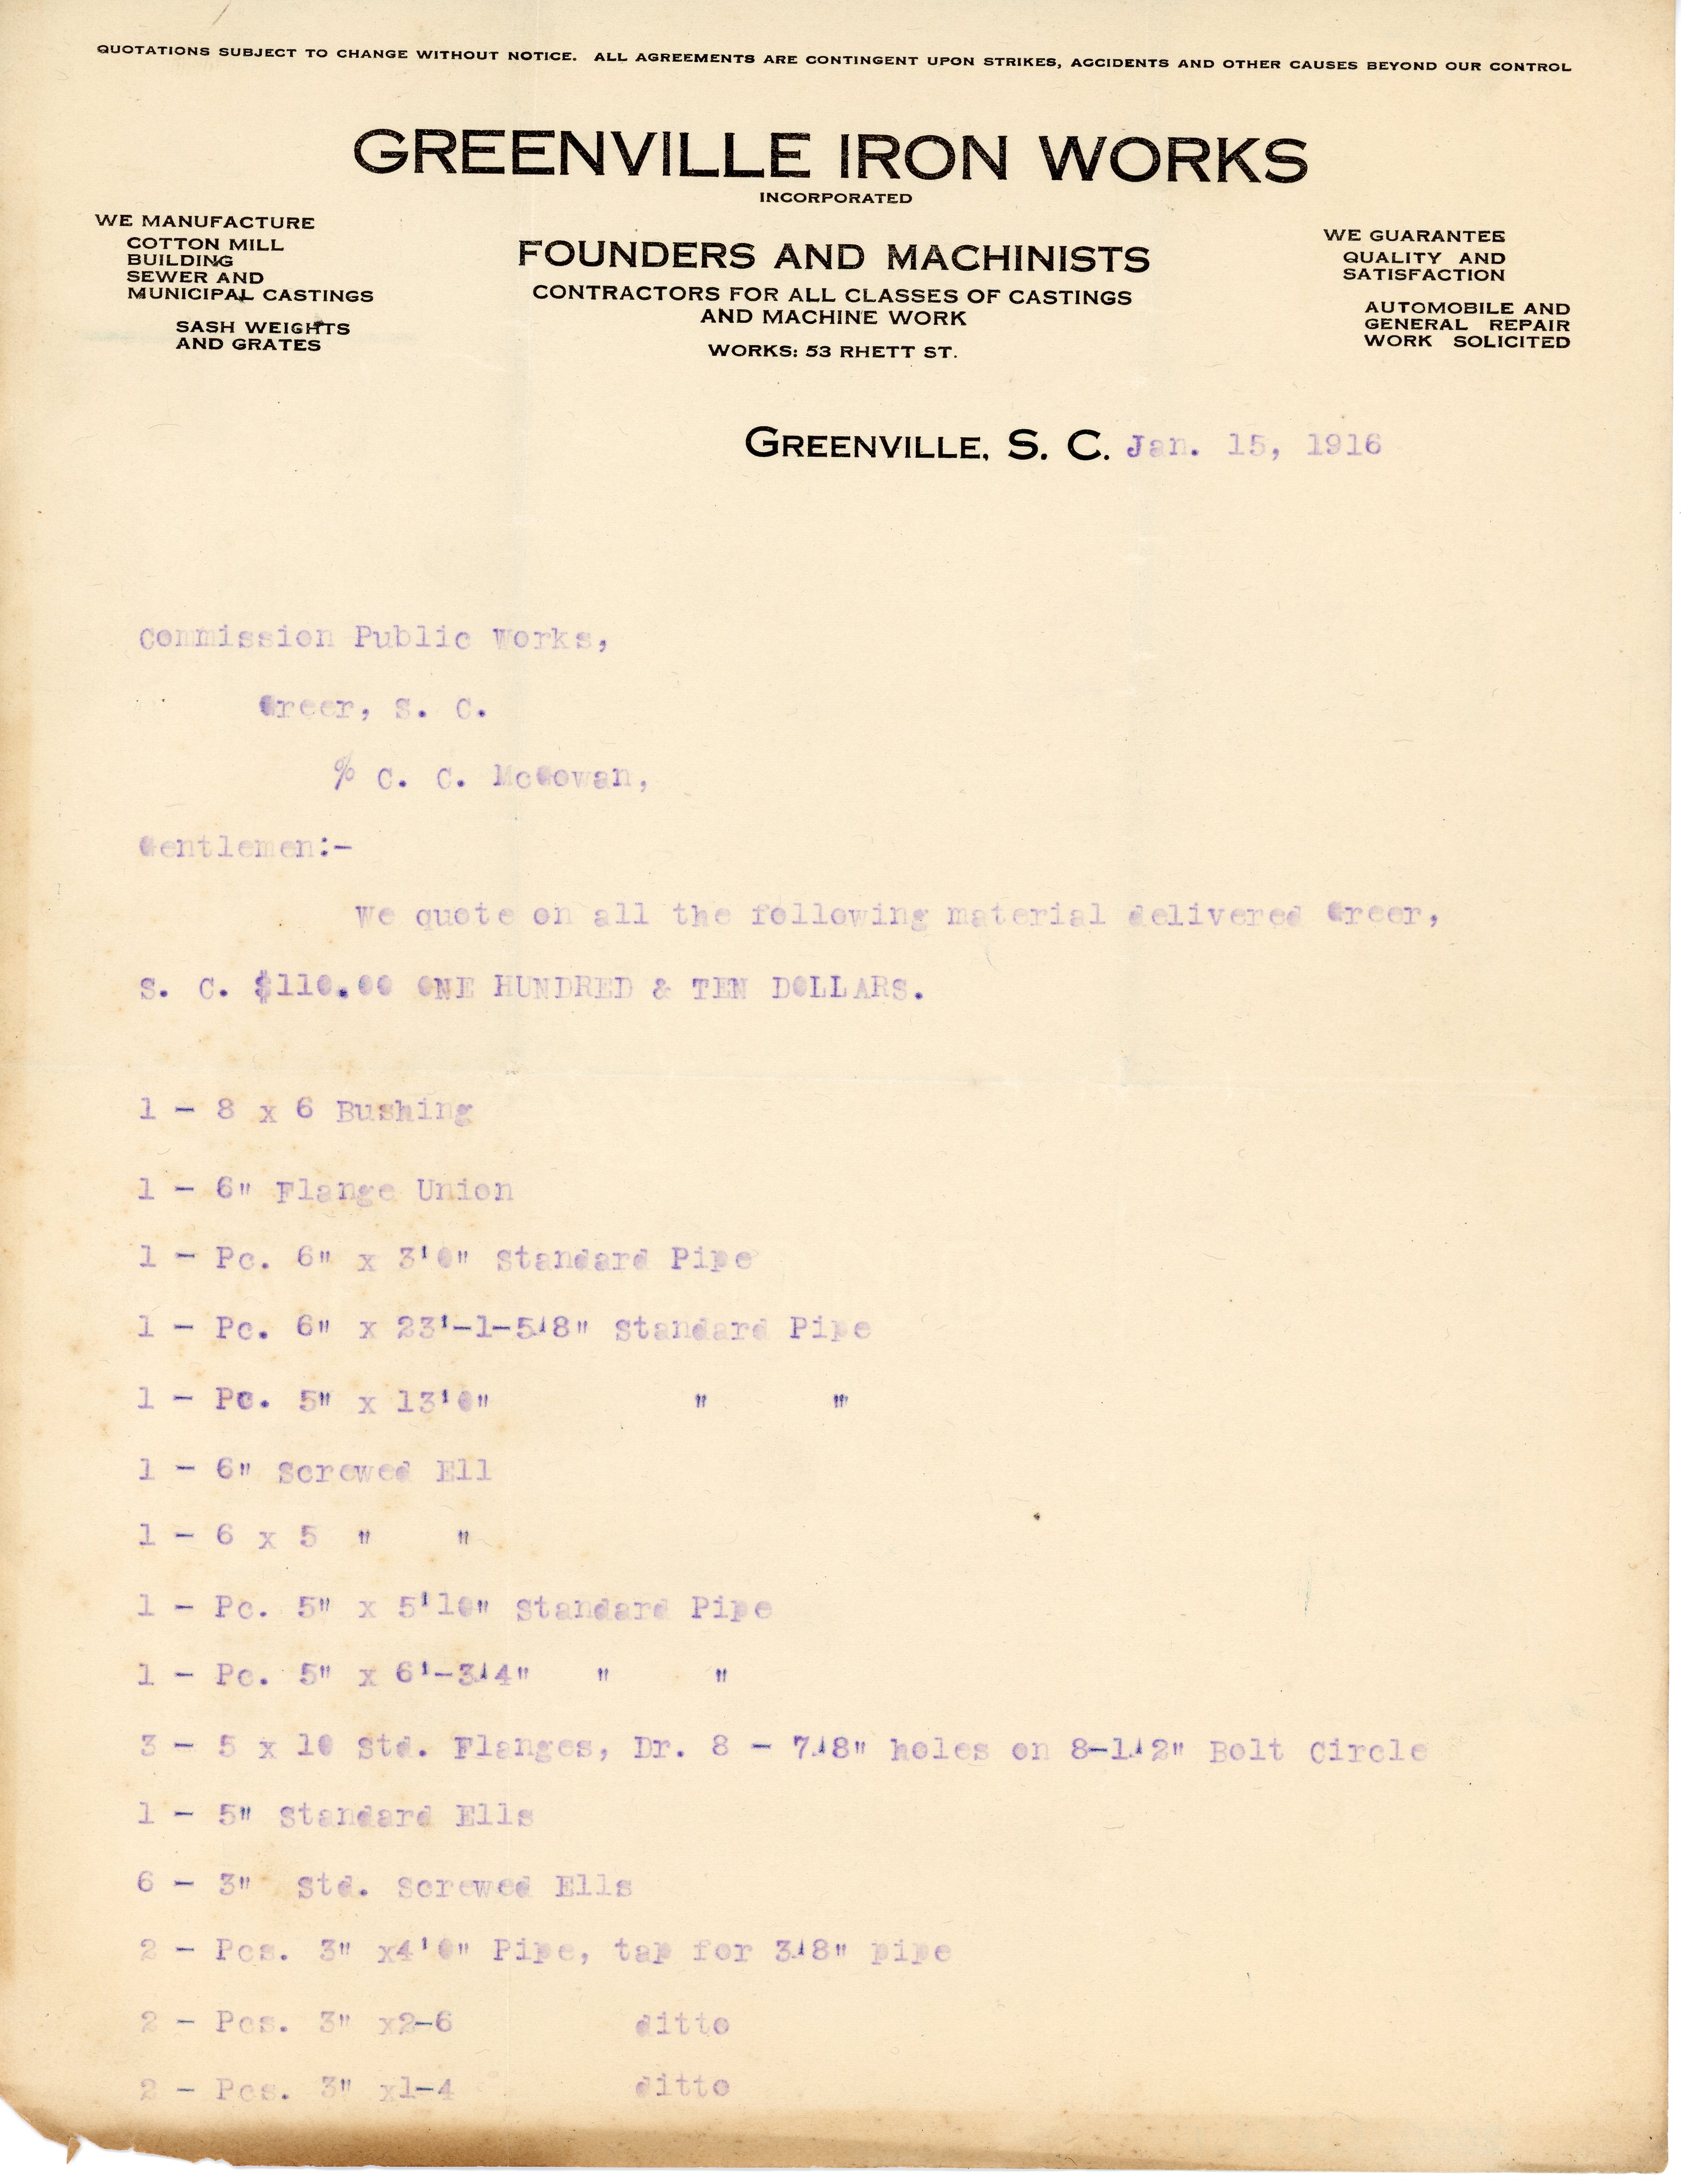 QUOTATIONS SUBJECT TO CHANGE WITHOUT NOTICE. ALL AGREEMENTS ARE CONTINGENT UPON STRIKES, ACCIDENTS AND OTHER CAUSES BEYOND OUR CONTROL
GREENVILLE IRON WORKS
INCORPORATED
WE MANUFACTURE
COTTON MILL
BUILDING
SEWER AND
MUNICIPAL CASTINGS
SASH WEIGHTS
AND GRATES
FOUNDERS AND MACHINISTS
CONTRACTORS FOR ALL CLASSES OF CASTINGS
AND MACHINE WORK
WORKS: 53 RHETT ST.
WE GUARANTEE
QUALITY AND
SATISFACTION
AUTOMOBILE AND
GENERAL REPAIR
WORK SOLICITED
GREENVILLE, S. C. Jan. 15, 1916
Commission Public Works,
Greer, S. C.
% C. C. McGowan,
Gentlemen:-
We quote on all the following material delivered Greer,
S. C. $110.00 ONE HUNDRED & TEN DOLLARS.
1 - 8 x 6 Bushing
1 - 6" Flange Union
1 - Pc. 6" x 3'0" Standard Pipe
1 - Pc. 6" x 23'-1-5/8" Standard Pipe
1 - Pc. 5" x 13'0" " "
1 - 6" Screwed Ell
1 - 6 x 5 " "
1 - Pc. 5" x 5'10" Standard Pipe
1 - Pc. 5" x 6'-3/4" " "
3 - 5 x 10 Std. Flanges, Dr. 8 - 7/8" holes on 8-1/2" Bolt Circle
1 - 5" Standard Ells
6 - 3" Std. Screwed Ells
2 - Pcs. 3" x4'0" Pipe, tap for 3/8" pipe
2 - Pcs. 3" x2-6 ditto
2 - Pcs. 3" x1-4 ditto